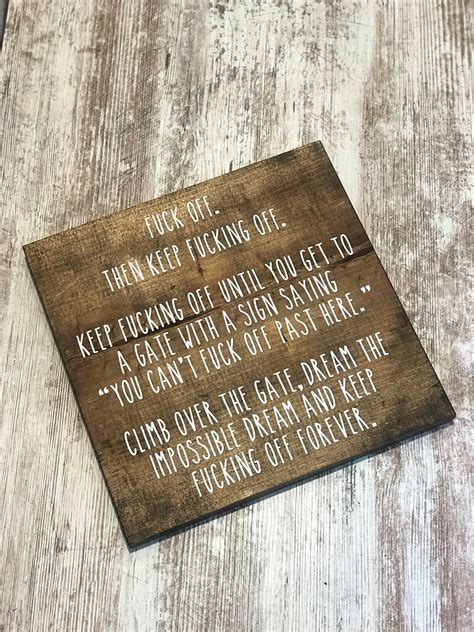 FUCK OFF.
THEN KEEP FUCKING OFF.
KEEP FUCKING OFF UNTIL YOU GET TO
A GATE WITH A SIGN SAYING
"YOU CAN'T FUCK OFF PAST HERE."
CLIMB OVER THE GATE, DREAM THE
IMPOSSIBLE DREAM AND KEEP
FUCKING OFF FOREVER.